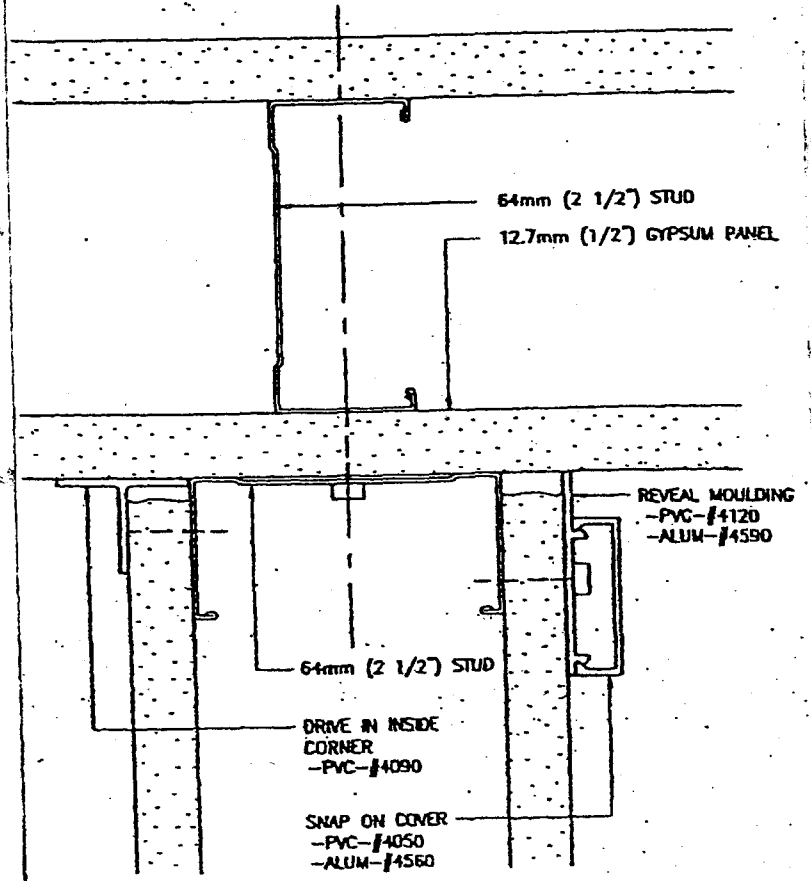 64mm (2 1/2") STUD
12.7mm (1/2") GYPSUM PANEL
REVEAL MOULDING
-PVC-#4120
-ALUM-#4590
64mm (2 1/2") STUD
DRIVE IN INSIDE
CORNER
-PVC-#4090
SNAP ON COVER
-PVC-#4050
-ALUM-#4560